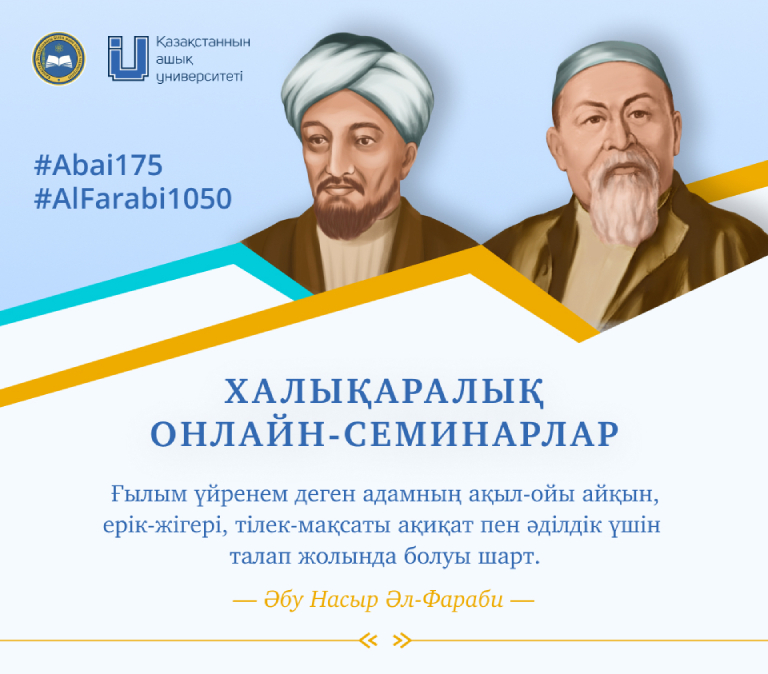 Қазақстанның
ашық
университеті
#Abai175
#AlFarabi1050
ХАЛЫҚАРАЛЫҚ
ОНЛАЙН-СЕМИНАРЛАР
Ғылым үйренем деген адамның ақыл-ойы айқын,
ерік-жігері, тілек-мақсаты ақиқат пен әділдік үшін
талап жолында болуы шарт.
— Әбу Насыр Әл-Фараби —